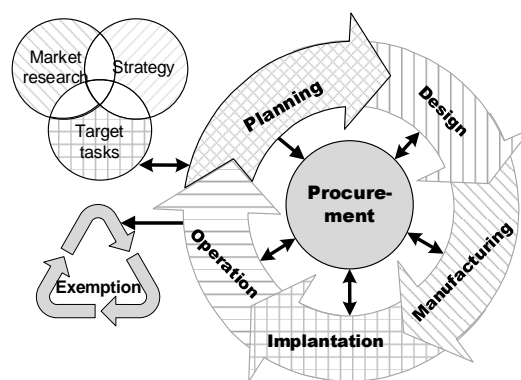 Market
research
Strategy
Target
tasks
Planning
Design
Procure-
ment
Manufacturing
Operation
Exemption
Implantation